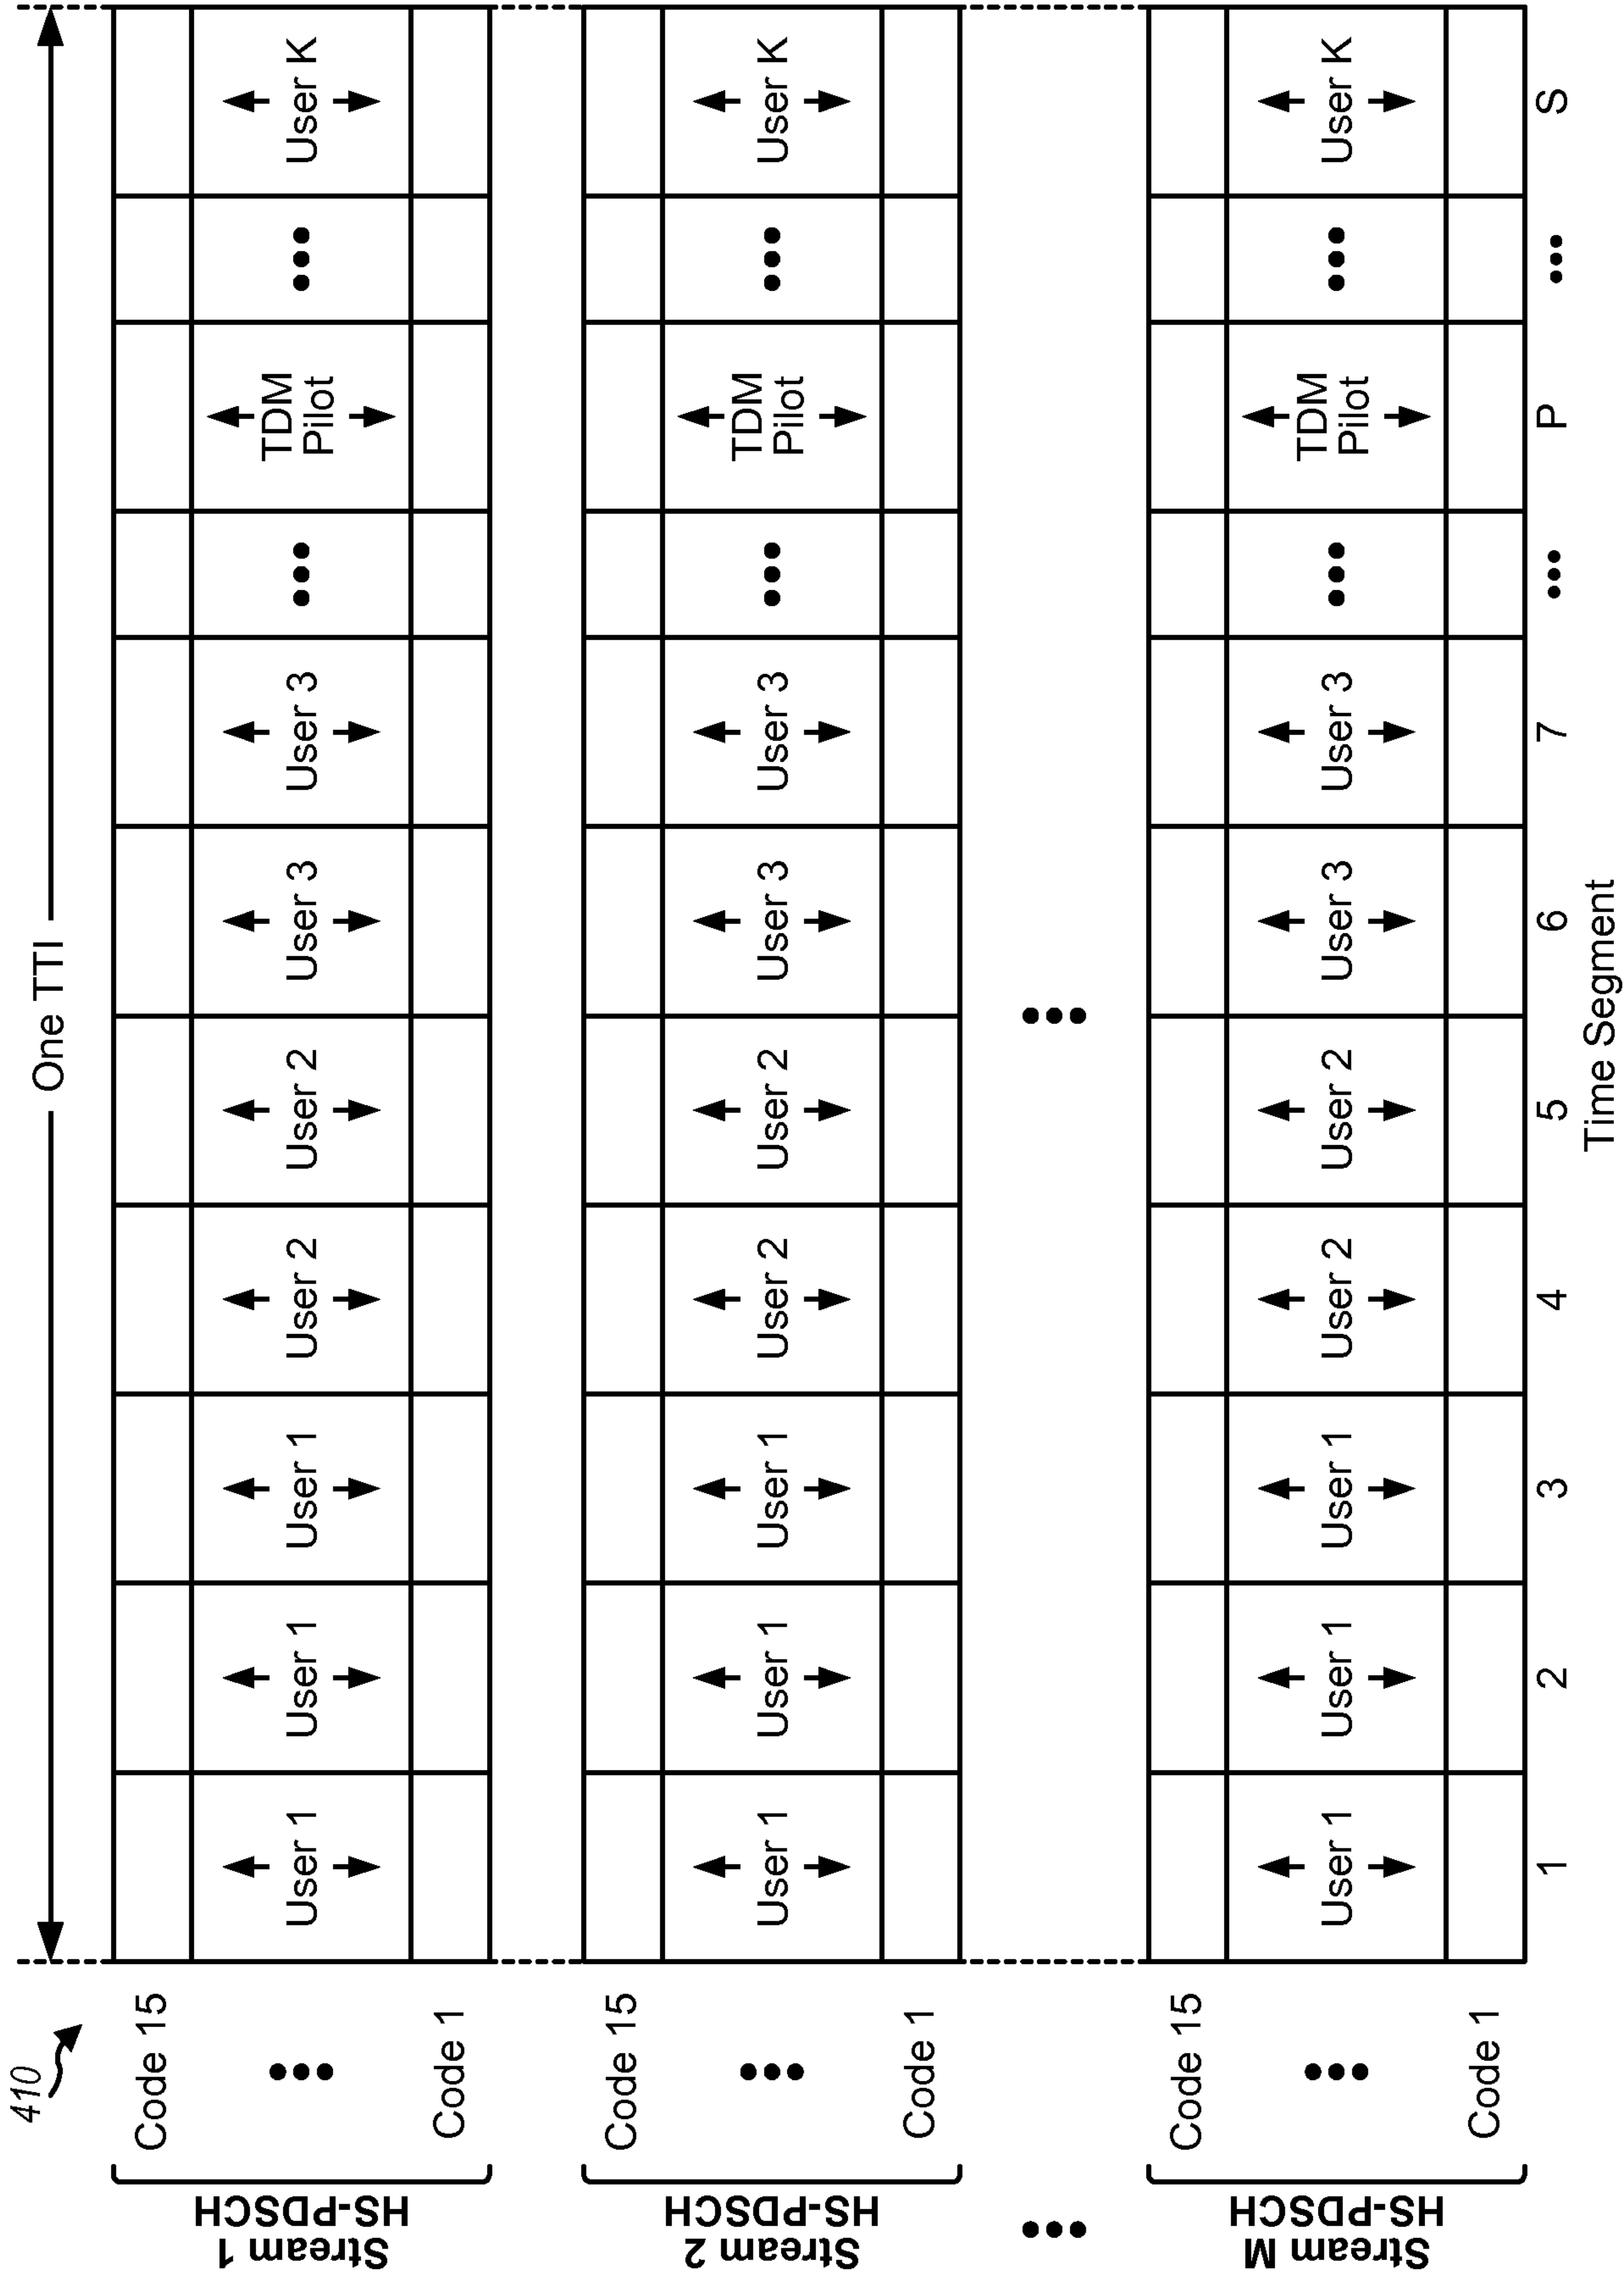 410
One TTI
Stream 1
HS-PDSCH
Code 15
•••
Code 1
User 1
User 1
User 1
User 2
User 2
User 3
User 3
•••
TDM
Pilot
•••
User K
Stream 2
HS-PDSCH
Code 15
•••
Code 1
User 1
User 1
User 1
User 2
User 2
User 3
User 3
•••
TDM
Pilot
•••
User K
•••
•••
Stream M
HS-PDSCH
Code 15
•••
Code 1
User 1
User 1
User 1
User 2
User 2
User 3
User 3
•••
TDM
Pilot
•••
User K
1 2 3 4 5 6 7 ••• P ••• S
Time Segment